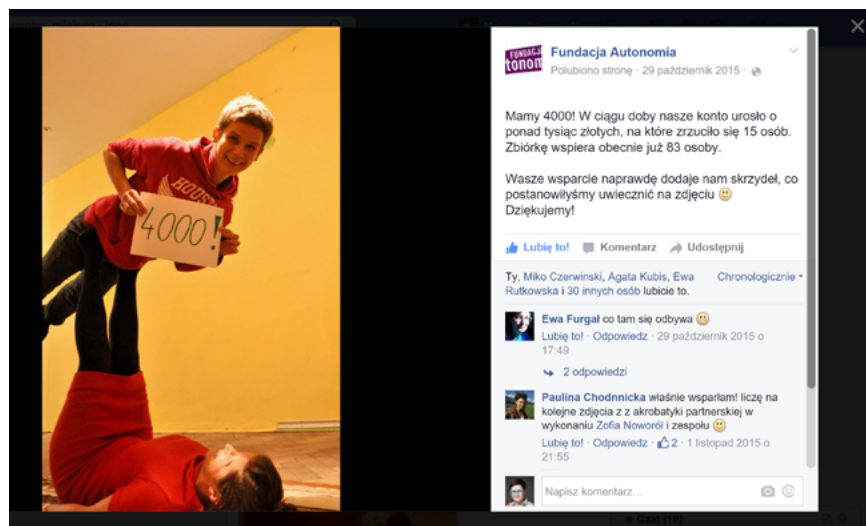 HOUS
4000!
FUNDACJ
tonom
Fundacja Autonomia
Polubiono stronę · 29 październik 2015 ·
Mamy 4000! W ciągu doby nasze konto urosło o
ponad tysiąc złotych, na które zrzuciło się 15 osób.
Zbiórkę wspiera obecnie już 83 osoby.
Wasze wsparcie naprawdę dodaje nam skrzydeł, co
postanowiłyśmy uwiecznić na zdjęciu
Dziękujemy!
Lubię to! Komentarz Udostępnij
Ty, Miko Czerwinski, Agata Kubis, Ewa Chronologicznie
Rutkowska i 30 innych osób lubicie to.
Ewa Furgał co tam się odbywa
Lubię to! · Odpowiedz · 29 październik 2015 o
17:49
2 odpowiedzi
Paulina Chodnnicka właśnie wsparłam! liczę na
kolejne zdjęcia z z akrobatyki partnerskiej w
wykonaniu Zofia Noworól i zespołu
Lubię to! · Odpowiedz · 2 · 1 listopad 2015 o
21:55
Napisz komentarz...
Czat (19)